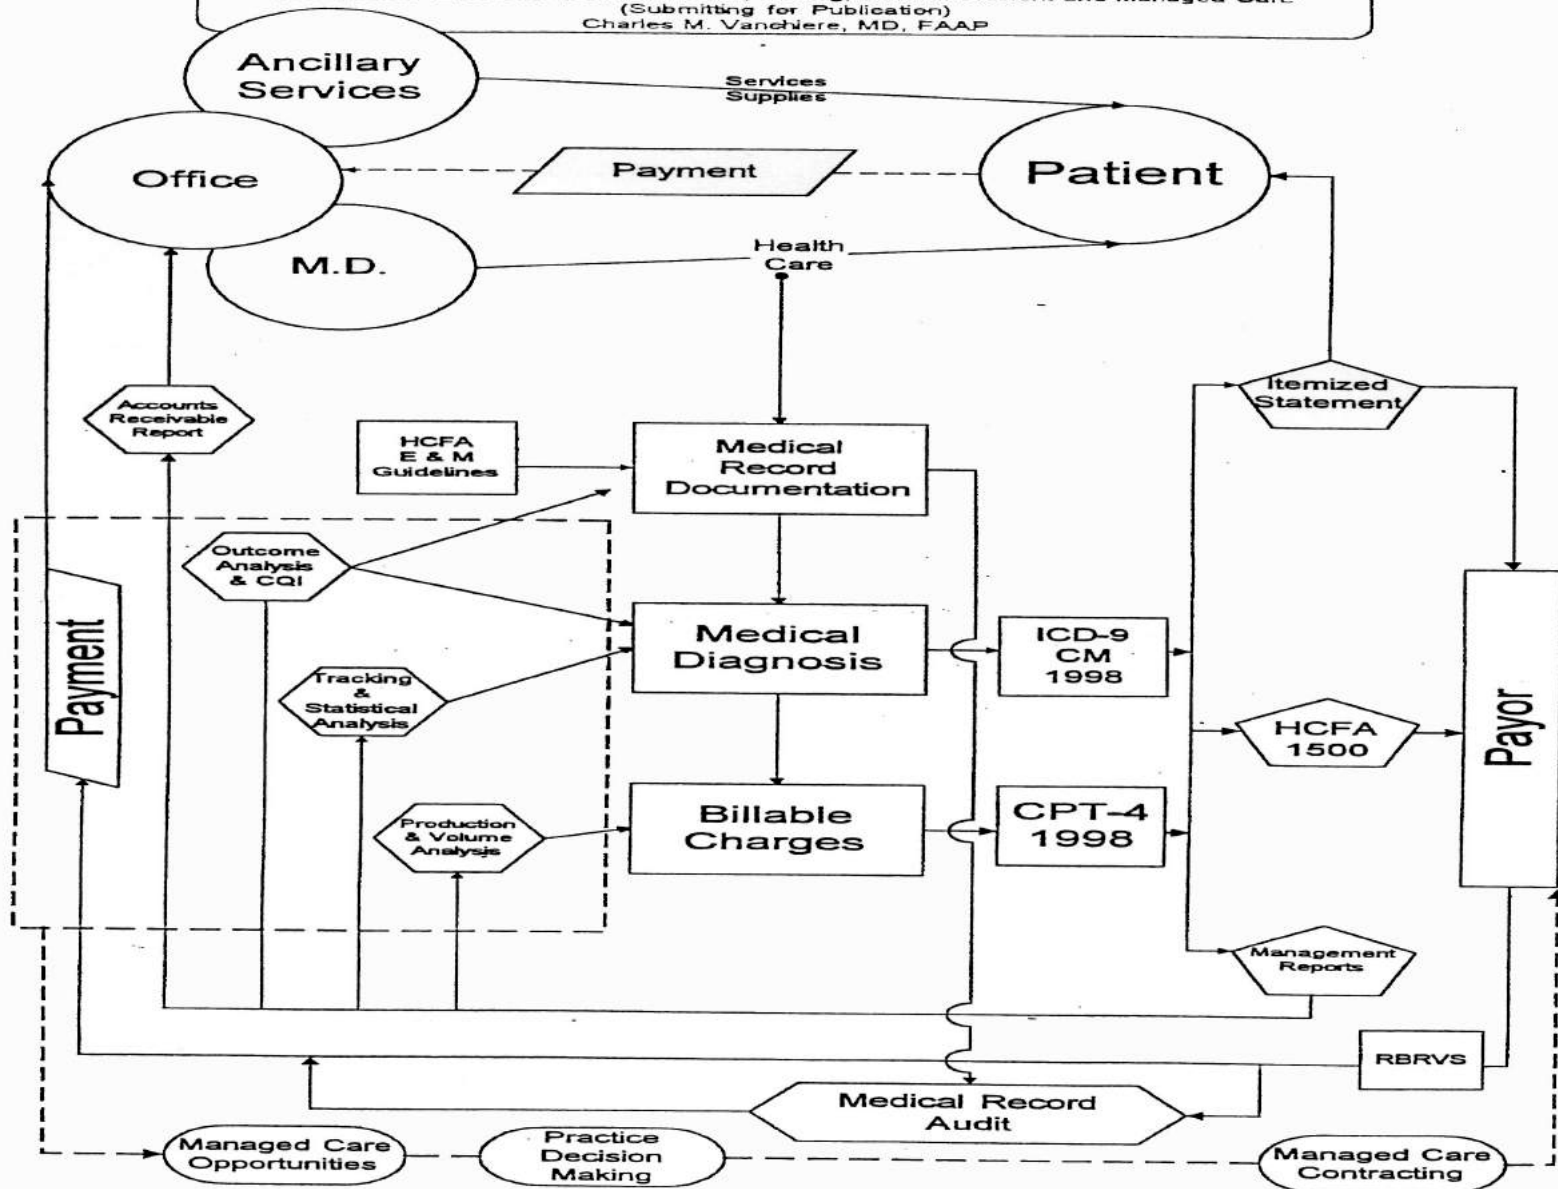 and Managed Care
(Submitting for Publication)
Charles M. Vanchiere, MD, FAAP
Ancillary
Services
Services
Supplies
Office
Payment
Patient
M.D.
Health
Care
Accounts
Receivable
Report
HCFA
E & M
Guidelines
Medical
Record
Documentation
Itemized
Statement
Outcome
Analysis
& CQI
Payment
Medical
Diagnosis
ICD-9
CM
1998
Tracking
&
Statistical
Analysis
HCFA
1500
Payor
Production
& Volume
Analysis
Billable
Charges
CPT-4
1998
Management
Reports
RBRVS
Medical Record
Audit
Managed Care
Opportunities
Practice
Decision
Making
Managed Care
Contracting